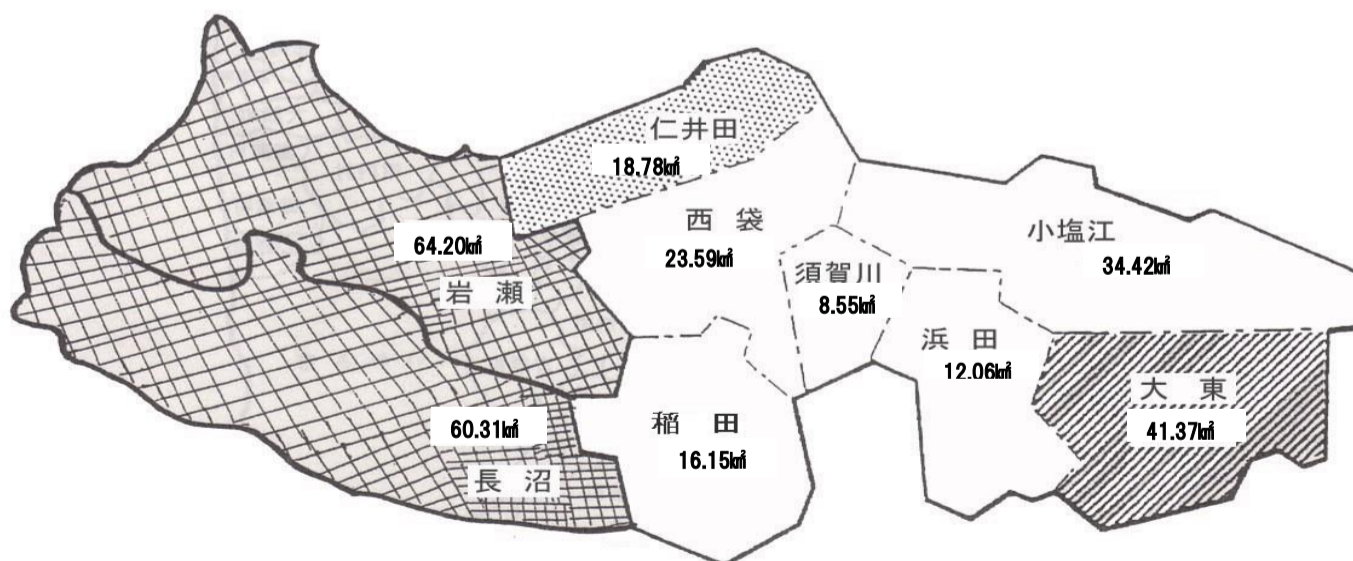 仁井田
18.78㎢
西袋
23.59㎢
小塩江
34.42㎢
64.20㎢
岩瀬
須賀川
8.55㎢
浜田
12.06㎢
大東
41.37㎢
60.31㎢
長沼
稲田
16.15㎢